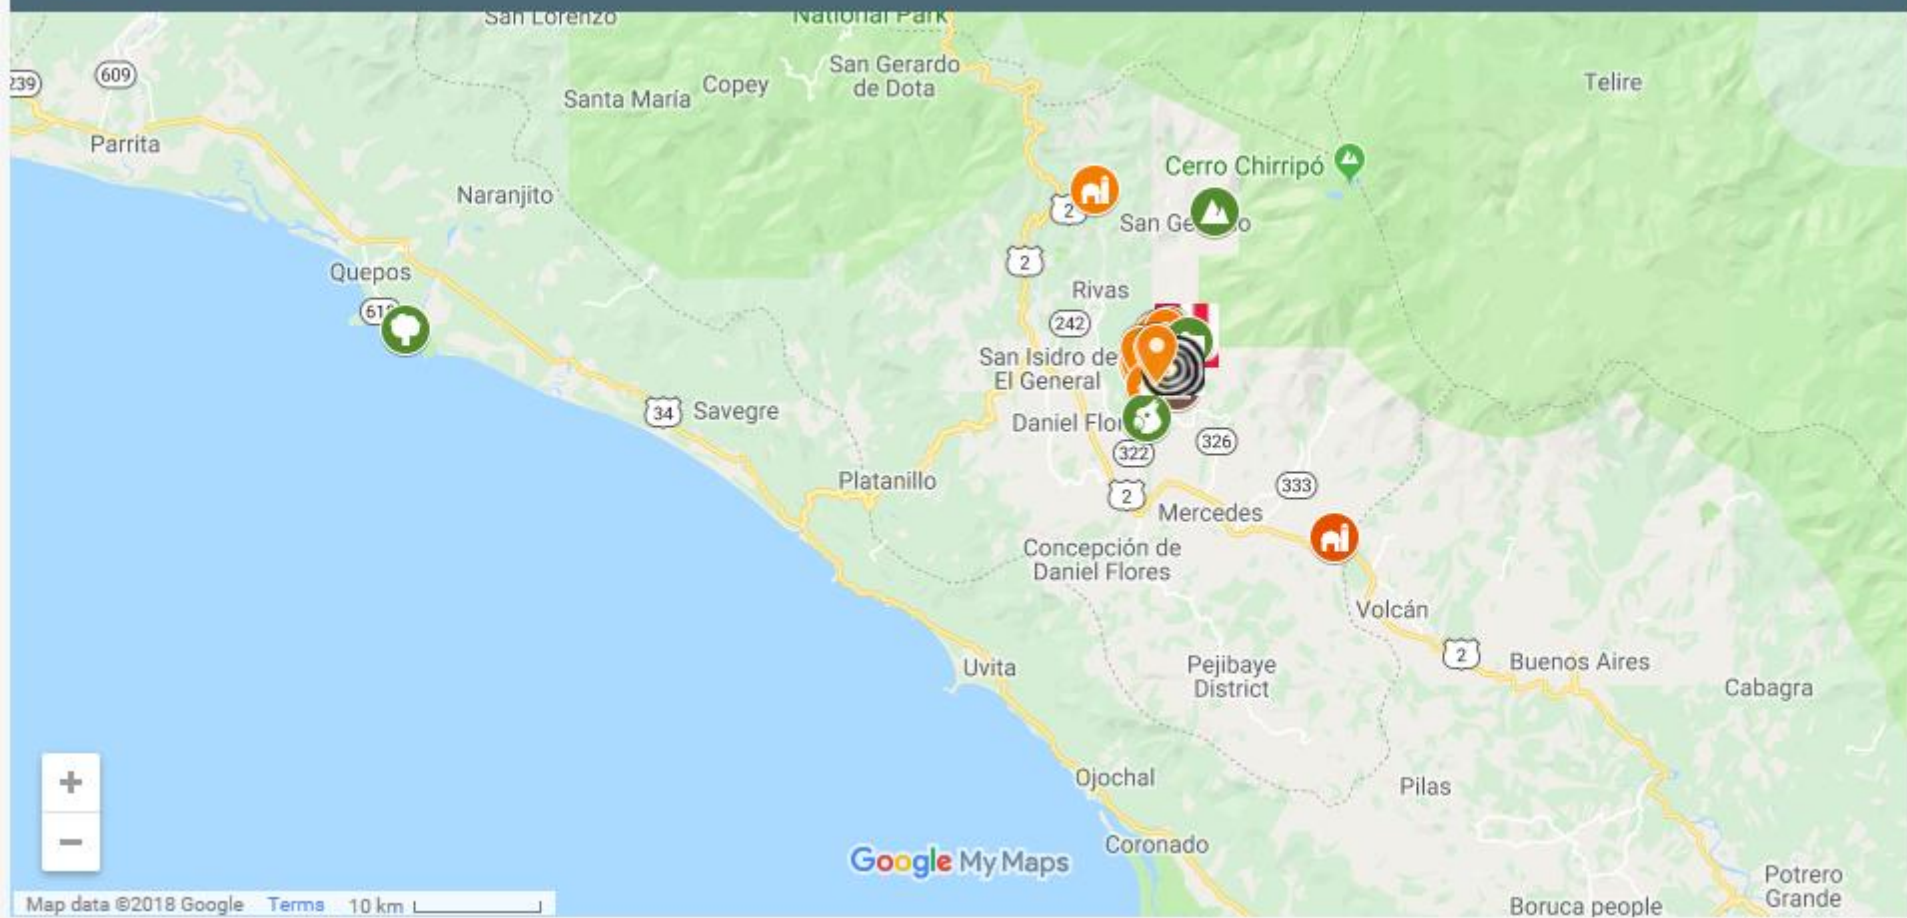 San Lorenzo
National Park
San Gerardo
de Dota
Telire
239
609
Copey
Santa María
Parrita
Cerro Chirripó
Naranjito
2
San Ge
o
2
Quepos
Rivas
242
San Isidro de
El General
34
Savegre
Daniel Flo
326
322
Platanillo
333
2
Mercedes
Concepción de
Daniel Flores
Volcán
2
Buenos Aires
Uvita
Pejibaye
District
Cabagra
+
Ojochal
Pilas
−
Coronado
Google My Maps
Potrero
Grande
Map data ©2018 Google Terms 10 km
Boruca people